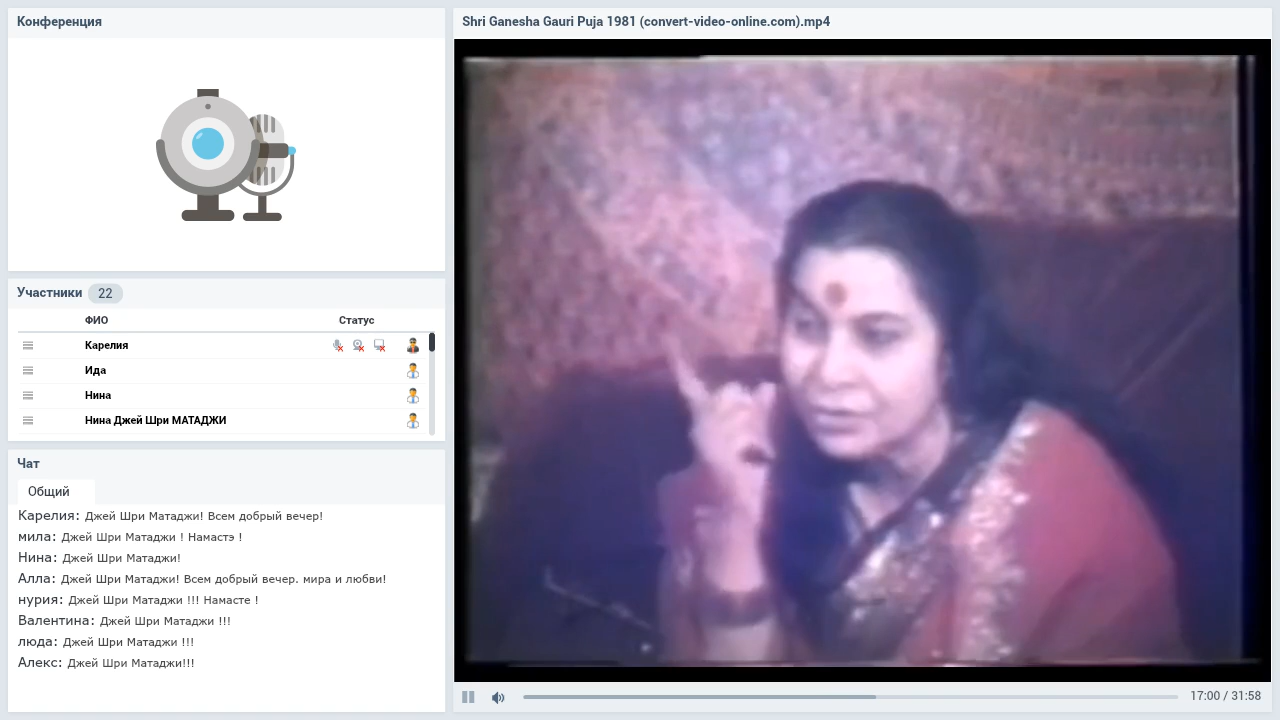 Конференция
Shri Ganesha Gauri Puja 1981 (convert-video-online.com).mp4
Участники 22
ФИО Статус
Карелия
Ида
Нина
Нина Джей Шри МАТАДЖИ
Чат
Общий
Карелия: Джей Шри Матаджи! Всем добрый вечер!
мила: Джей Шри Матаджи ! Намастэ !
Нина: Джей Шри Матаджи!
Алла: Джей Шри Матаджи! Всем добрый вечер. мира и любви!
нурия: Джей Шри Матаджи !!! Намасте !
Валентина: Джей Шри Матаджи !!!
люда: Джей Шри Матаджи !!!
Алекс: Джей Шри Матаджи!!!
17:00 / 31:58